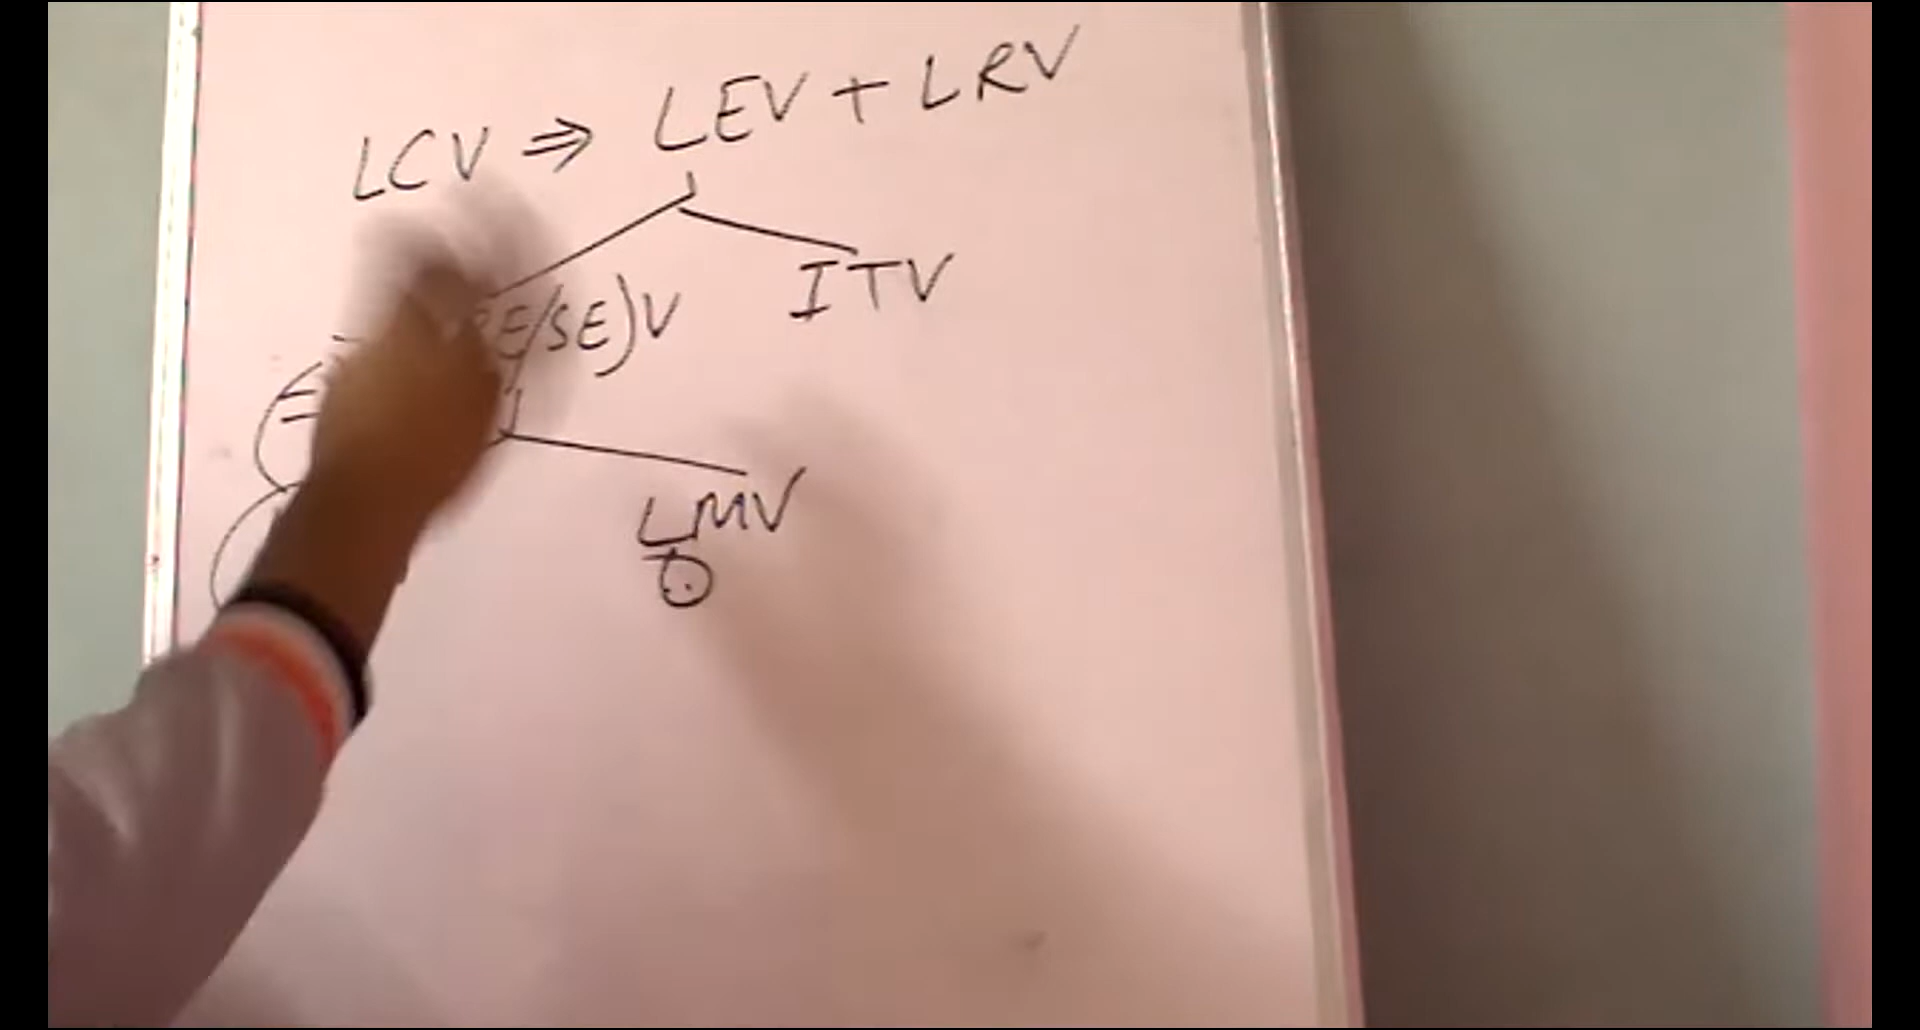 LCV ⇒ LEV + LRV
ITV
E/SE)V
LMV